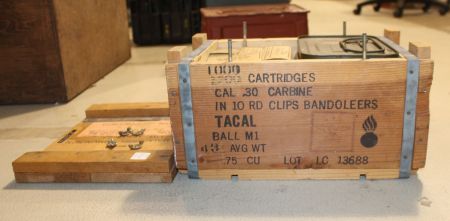 1000
CARTRIDGES
CAL .30 CARBINE
IN 10 RD CLIPS BANDOLEERS
TACAL
BALL M1
43 AVG WT
.75 CU LOT LC 13688